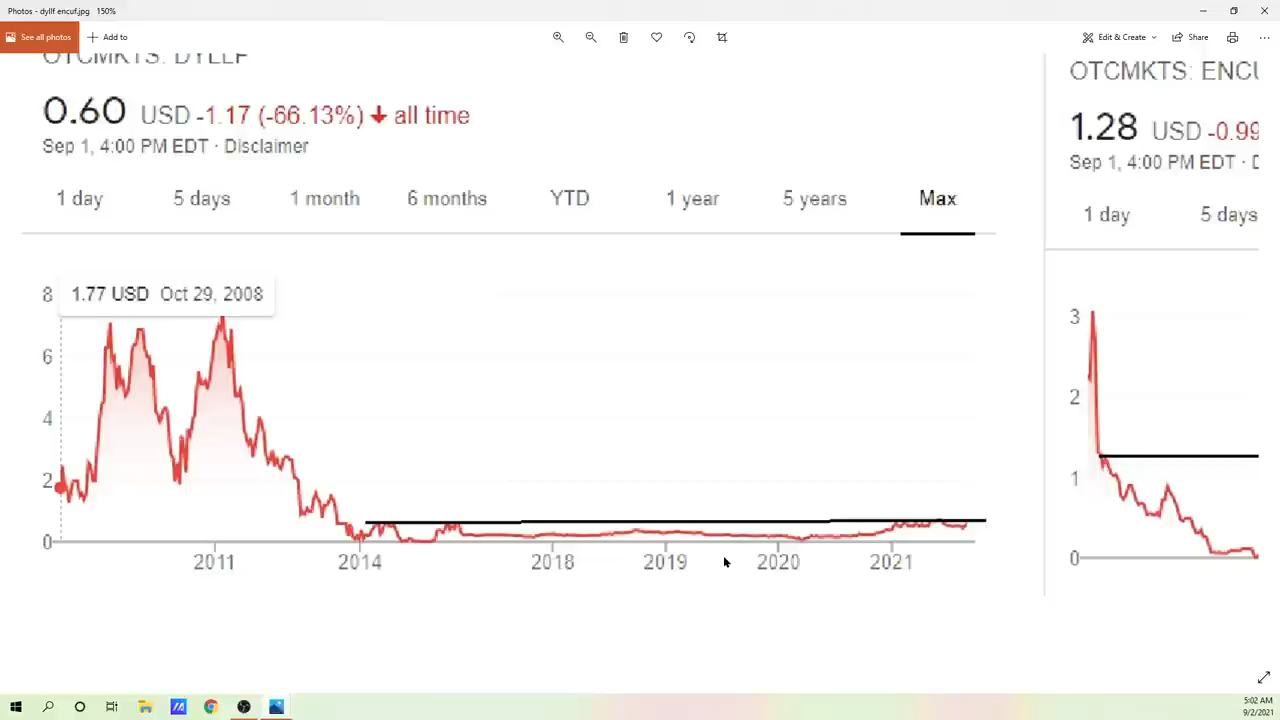 Photos - dyllf encuf.jpg 150%
See all photos
Add to
Edit & Create
Share
OTCMKTS: DYLLF
0.60 USD -1.17 (-66.13%) all time
Sep 1, 4:00 PM EDT · Disclaimer
1 day 5 days 1 month 6 months YTD 1 year 5 years Max
1.77 USD Oct 29, 2008
8
6
4
2
0
2011 2014 2018 2019 2020 2021
OTCMKTS: ENCU
1.28 USD -0.99
Sep 1, 4:00 PM EDT ·
1 day 5 days
3
2
1
0
5:02 AM
9/2/2021